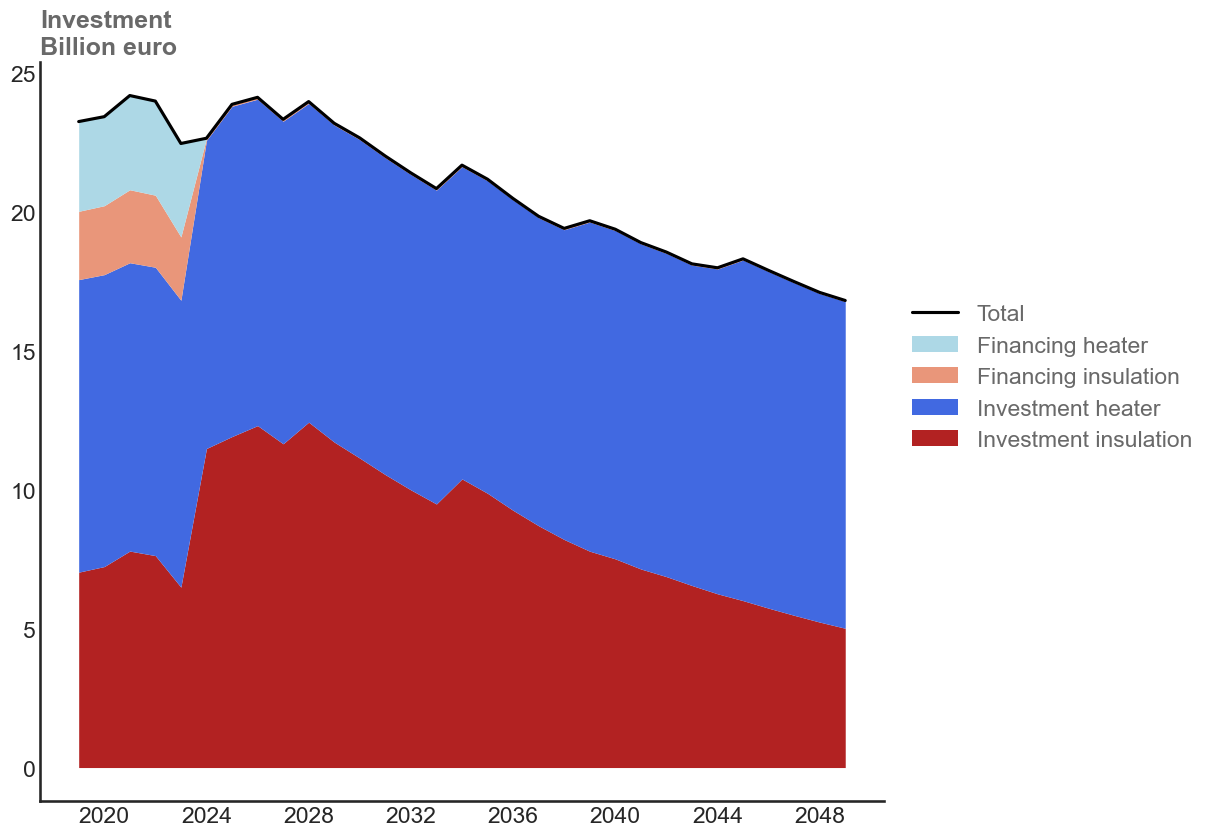 Investment
Billion euro
25
20
15
10
5
0
2020 2024 2028 2032 2036 2040 2044 2048
Total
Financing heater
Financing insulation
Investment heater
Investment insulation